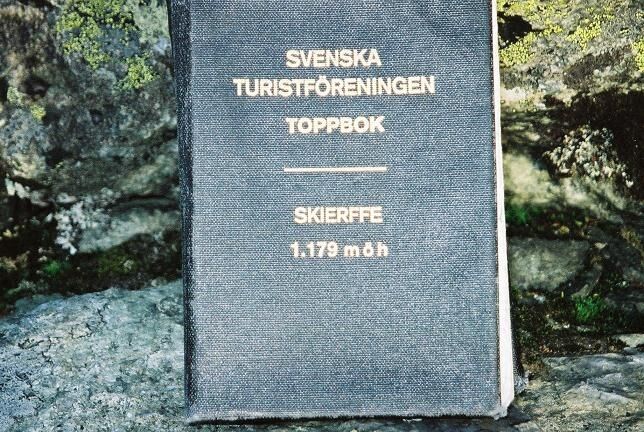 SVENSKA
TURISTFÖRENINGEN
TOPPBOK
SKIERFFE
1.179 m ö h